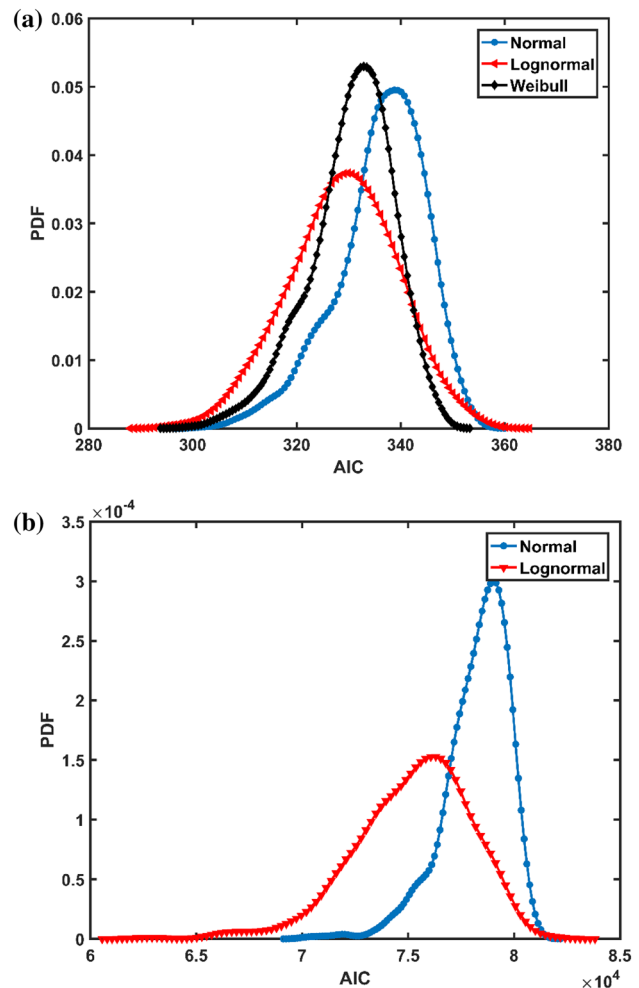 (a)
0.06
0.05
0.04
0.03
0.02
0.01
0
PDF
280
300
320
340
360
380
AIC
Normal
Lognormal
Weibull
(b)
×10⁻⁴
3.5
3
2.5
2
1.5
1
0.5
0
PDF
6
6.5
7
7.5
8
8.5
AIC
×10⁴
Normal
Lognormal